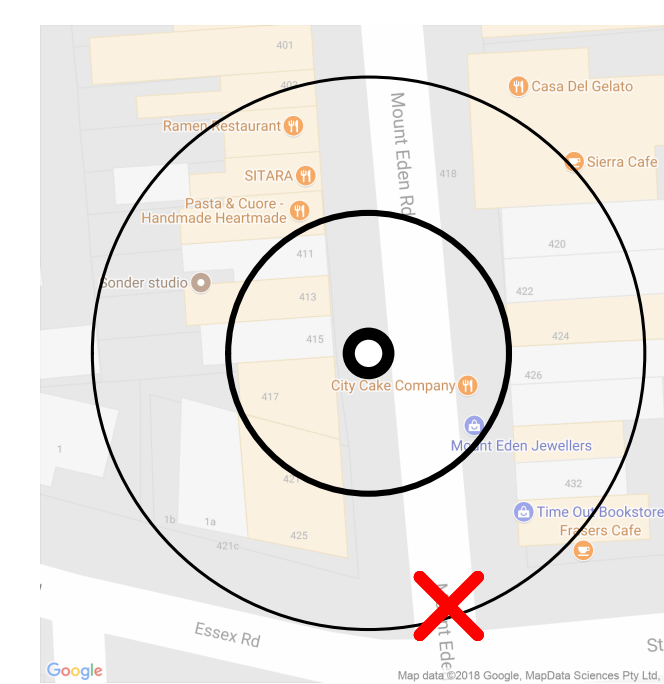 401
403
Ramen Restaurant
Casa Del Gelato
Mount Eden Rd
Sierra Cafe
SITARA
418
Pasta & Cuore -
Handmade Heartmade
411
420
Sonder studio
413
422
415
424
City Cake Company
426
417
Mount Eden Jewellers
421
432
1
1b
1a
Time Out Bookstore
Frasers Cafe
425
421c
Essex Rd
Mount Ede
St
Google
Map data ©2018 Google, MapData Sciences Pty Ltd.